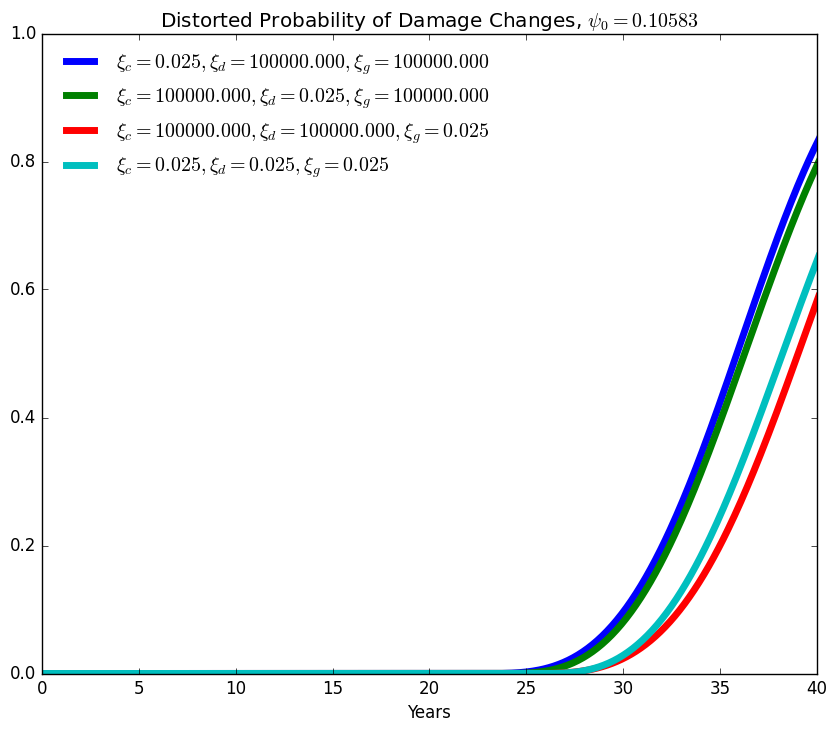 Distorted Probability of Damage Changes, ψ₀ = 0.10583
1.0
ξ_c = 0.025, ξ_d = 100000.000, ξ_g = 100000.000
ξ_c = 100000.000, ξ_d = 0.025, ξ_g = 100000.000
ξ_c = 100000.000, ξ_d = 100000.000, ξ_g = 0.025
ξ_c = 0.025, ξ_d = 0.025, ξ_g = 0.025
0.8
0.6
0.4
0.2
0.0
0 5 10 15 20 25 30 35 40
Years